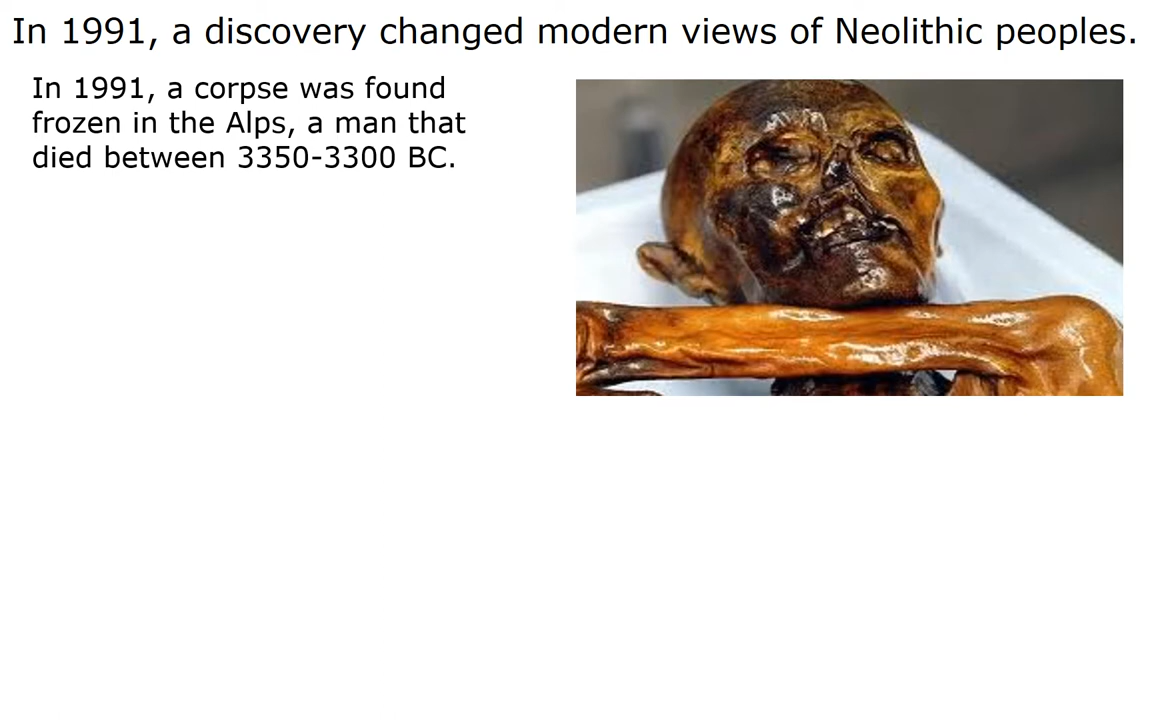 In 1991, a discovery changed modern views of Neolithic peoples.
In 1991, a corpse was found
frozen in the Alps, a man that
died between 3350-3300 BC.